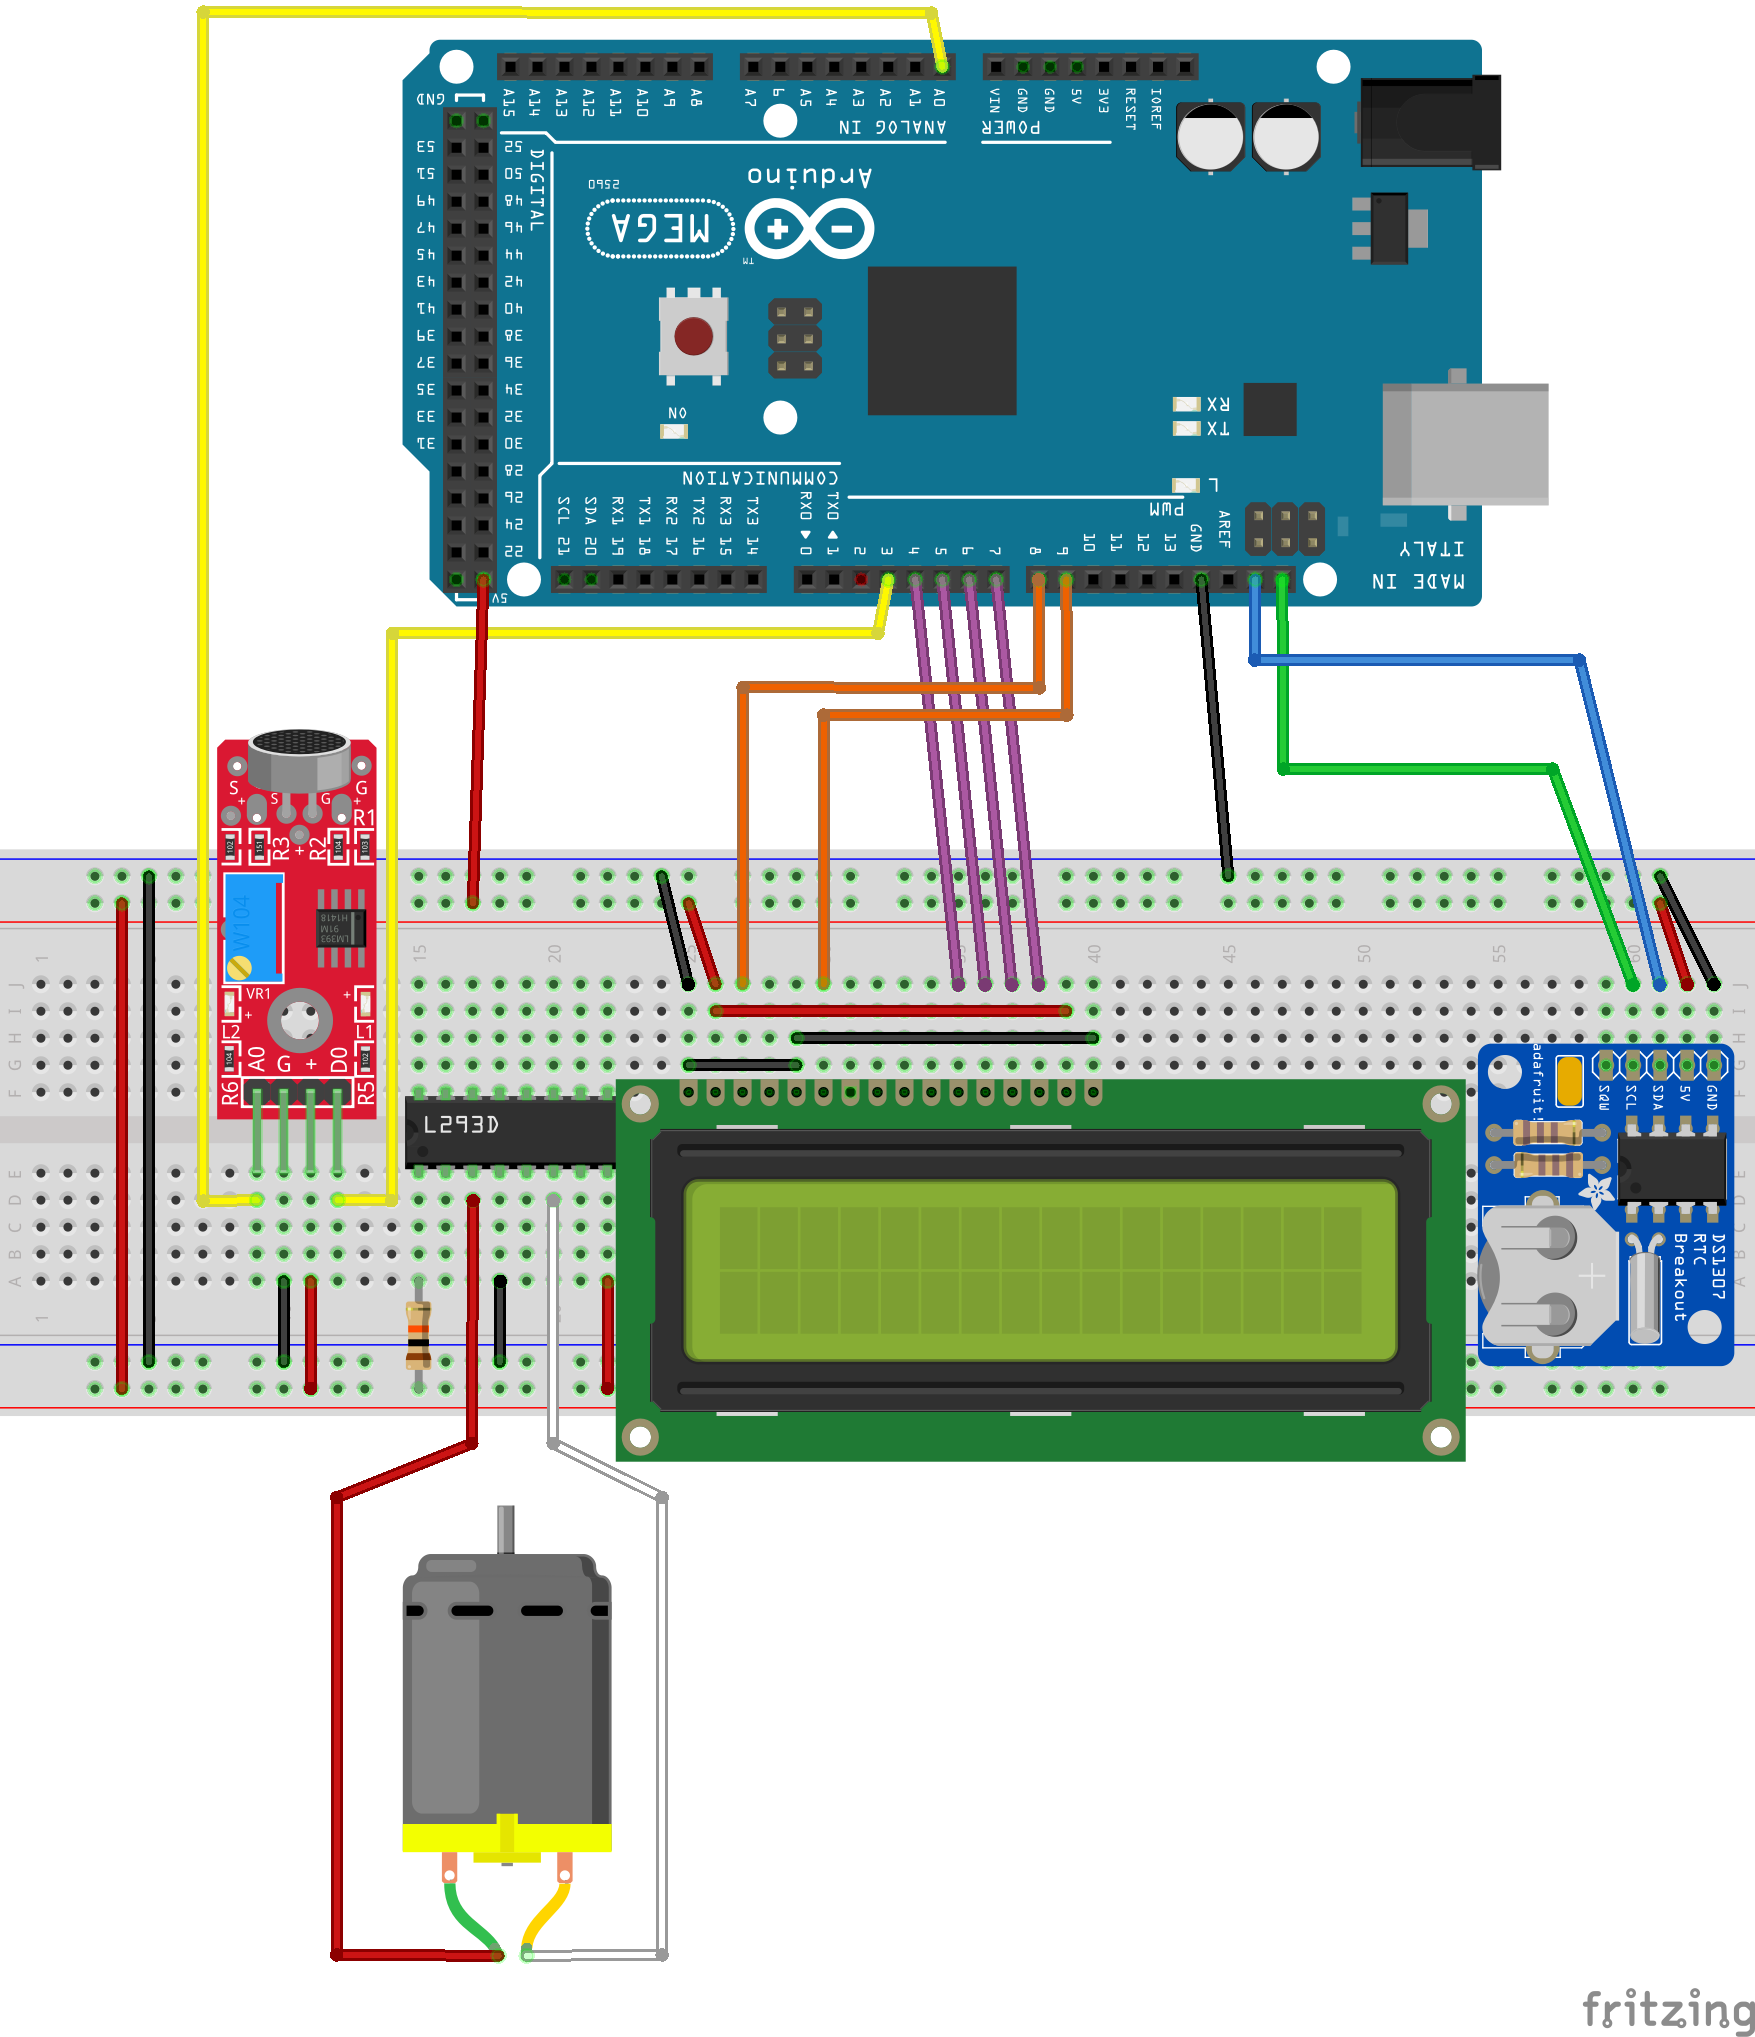 A15 A14 A13 A12 A11 A10 A9 A8
A7 6 A5 A4 A3 A2 A1 A0
VIN GND GND 5V 3V3 RESET IOREF
GND
ANALOG IN
POWER
DIGITAL
53 52
51 50
49 48
47 46
45 44
43 42
41 40
39 38
37 36
35 34
33 32
31 30
28
26
24
22
5V
2560
Arduino
MEGA
TM
ON
RX
TX
L
COMMUNICATION
PWM
SCL 21
SDA 20
RX1 19
TX1 18
RX2 17
TX2 16
RX3 15
TX3 14
RX0 0
TX0 1
2 3 4 5 6 7
8 9 10 11 12 13 GND AREF
MADE IN
ITALY
S G
S G
+ +
R1
R3 + R2
102 151 104 103
W104
LM393
91M
H1418
VR1 +
+
L2 L1
104 102
R6 A0 G + D0 R5
1 15 20 25 40 45 50 55 60
J I H G F
E D C B A
1
J
L293D
adafruit!
SQW SCL SDA 5V GND
DS1307
RTC
Breakout
fritzing